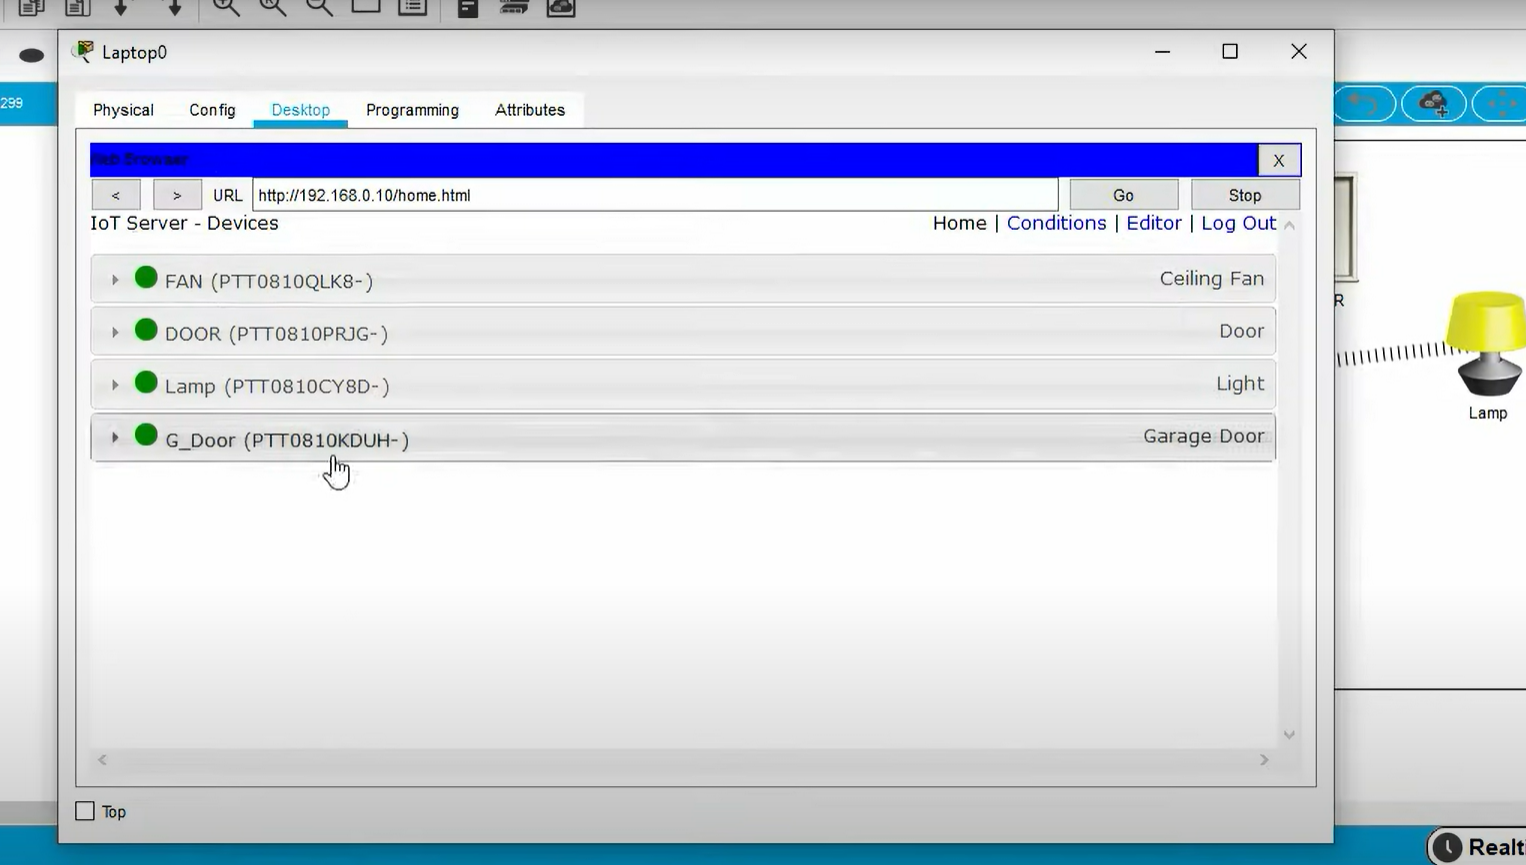 Laptop0
299
Physical Config Desktop Programming Attributes
Web Browser X
< > URL http://192.168.0.10/home.html Go Stop
IoT Server - Devices Home | Conditions | Editor | Log Out
FAN (PTT0810QLK8-) Ceiling Fan
R
DOOR (PTT0810PRJG-) Door
Lamp (PTT0810CY8D-) Light
Lamp
G_Door (PTT0810KDUH-) Garage Door
Top
Realti